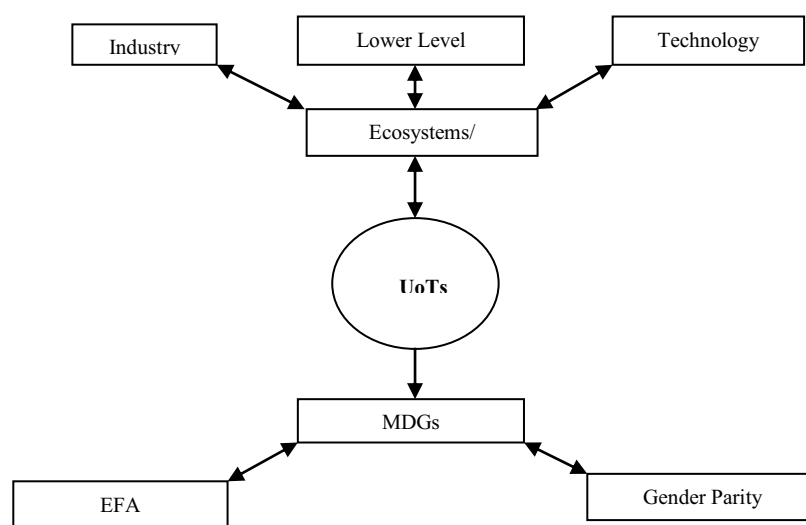 Industry
Lower Level
Technology
Ecosystems/
UoTs
MDGs
EFA
Gender Parity